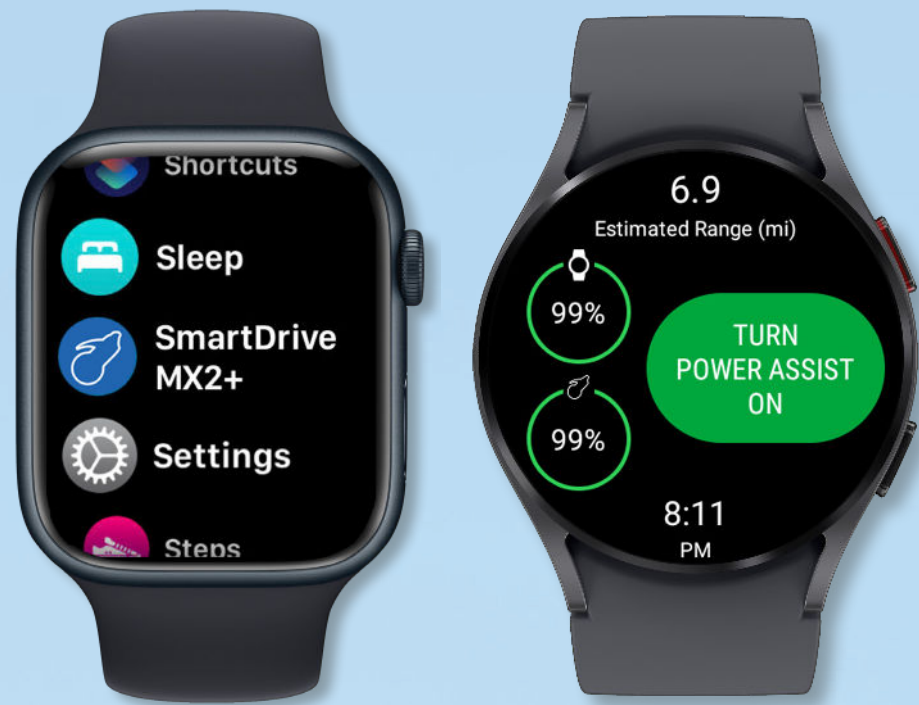 Shortcuts
Sleep
SmartDrive
MX2+
Settings
Steps
6.9
Estimated Range (mi)
99%
TURN
POWER ASSIST
ON
99%
8:11
PM